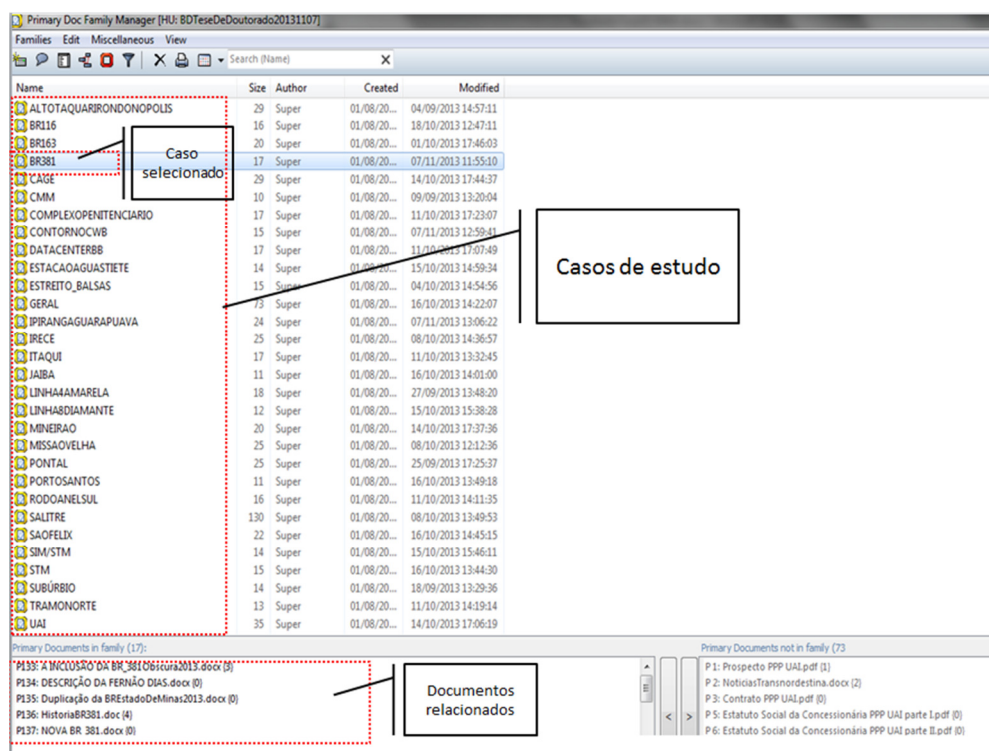 Primary Doc Family Manager [HU: BDTeseDeDoutorado20131107]
Families Edit Miscellaneous View
Search (Name)
Name Size Author Created Modified
ALTOTAQUARIRONDONOPOLIS 29 Super 01/08/20... 04/09/2013 14:57:11
BR116 16 Super 01/08/20... 18/10/2013 12:47:11
BR163 20 Super 01/08/20... 01/10/2013 17:46:03
BR381 17 Super 01/08/20... 07/11/2013 11:55:10
Caso
selecionado
CAGE 29 Super 01/08/20... 14/10/2013 17:44:37
CMM 10 Super 01/08/20... 09/09/2013 13:20:04
COMPLEXOPENITENCIARIO 17 Super 01/08/20... 11/10/2013 17:23:07
CONTORNOCWB 15 Super 01/08/20... 07/11/2013 12:59:41
DATACENTERBB 17 Super 01/08/20... 11/10/2013 17:07:49
ESTACAOAGUASTIETE 14 Super 01/08/20... 15/10/2013 14:59:34
Casos de estudo
ESTREITO_BALSAS 15 Super 01/08/20... 04/10/2013 14:54:56
GERAL 73 Super 01/08/20... 16/10/2013 14:22:07
IPIRANGAGUARAPUAVA 24 Super 01/08/20... 07/11/2013 13:06:22
IRECE 25 Super 01/08/20... 08/10/2013 14:36:57
ITAQUI 17 Super 01/08/20... 11/10/2013 13:32:45
JAIBA 11 Super 01/08/20... 16/10/2013 14:01:00
LINHA4AMARELA 18 Super 01/08/20... 27/09/2013 13:48:20
LINHA8DIAMANTE 12 Super 01/08/20... 15/10/2013 15:38:28
MINEIRAO 20 Super 01/08/20... 14/10/2013 17:37:36
MISSAOVELHA 25 Super 01/08/20... 08/10/2013 12:12:36
PONTAL 25 Super 01/08/20... 25/09/2013 17:25:37
PORTOSANTOS 11 Super 01/08/20... 16/10/2013 13:49:18
RODOANELSUL 16 Super 01/08/20... 11/10/2013 14:11:35
SALITRE 130 Super 01/08/20... 08/10/2013 13:49:53
SAOFELIX 22 Super 01/08/20... 16/10/2013 14:45:15
SIM/STM 14 Super 01/08/20... 15/10/2013 15:46:11
STM 15 Super 01/08/20... 16/10/2013 13:44:30
SUBÚRBIO 14 Super 01/08/20... 18/09/2013 13:29:36
TRAMONORTE 13 Super 01/08/20... 11/10/2013 14:19:14
UAI 35 Super 01/08/20... 14/10/2013 17:06:19
Primary Documents in family (17):
P133: A INCLUSÃO DA BR_381Obscura2013.docx (3)
P134: DESCRIÇÃO DA FERNÃO DIAS.docx (0)
P135: Duplicação da BREstadoDeMinas2013.docx (0)
P136: HistoriaBR381.doc (4)
P137: NOVA BR 381.docx (0)
Documentos
relacionados
< >
Primary Documents not in family (73
P 1: Prospecto PPP UAI.pdf (1)
P 2: NoticiasTransnordestina.docx (2)
P 3: Contrato PPP UAI.pdf (0)
P 5: Estatuto Social da Concessionária PPP UAI parte I.pdf (0)
P 6: Estatuto Social da Concessionária PPP UAI parte II.pdf (0)